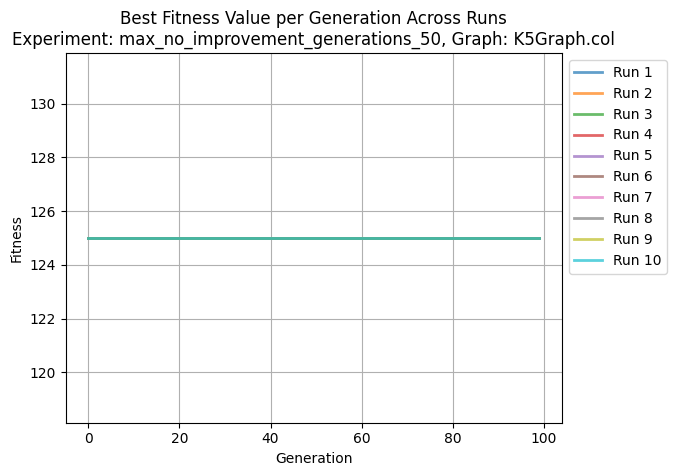 Best Fitness Value per Generation Across Runs
Experiment: max_no_improvement_generations_50, Graph: K5Graph.col
Fitness
130
128
126
124
122
120
0 20 40 60 80 100
Generation
Run 1
Run 2
Run 3
Run 4
Run 5
Run 6
Run 7
Run 8
Run 9
Run 10